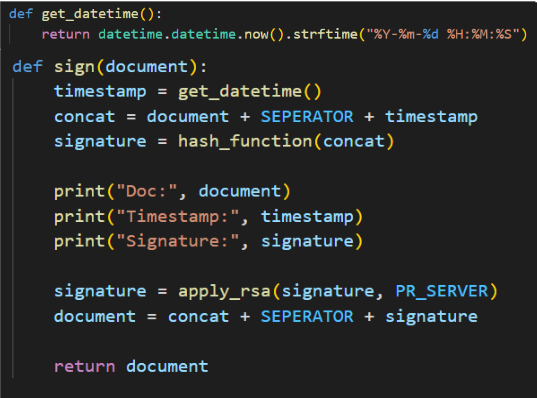 def get_datetime():
    return datetime.datetime.now().strftime("%Y-%m-%d %H:%M:%S")
def sign(document):
    timestamp = get_datetime()
    concat = document + SEPERATOR + timestamp
    signature = hash_function(concat)

    print("Doc:", document)
    print("Timestamp:", timestamp)
    print("Signature:", signature)

    signature = apply_rsa(signature, PR_SERVER)
    document = concat + SEPERATOR + signature

    return document